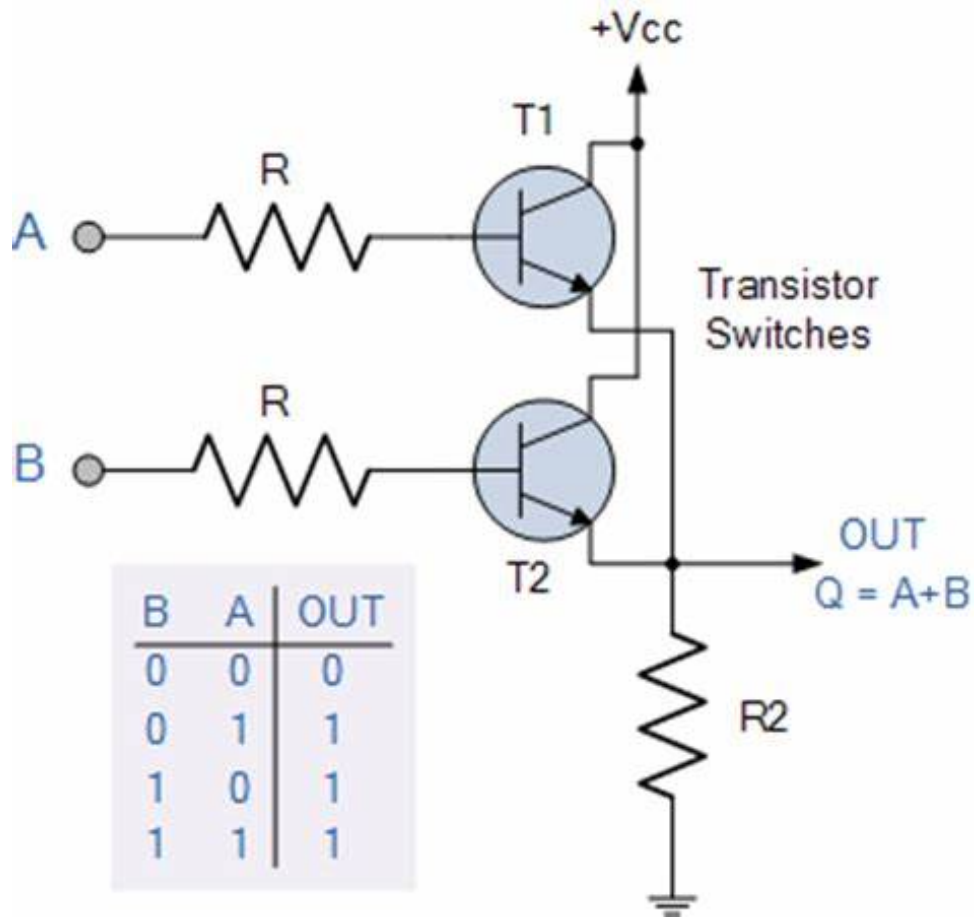 +Vcc
T1
R
A
Transistor
Switches
R
B
T2
OUT
Q = A+B
B A OUT
0 0 0
0 1 1
1 0 1
1 1 1
R2